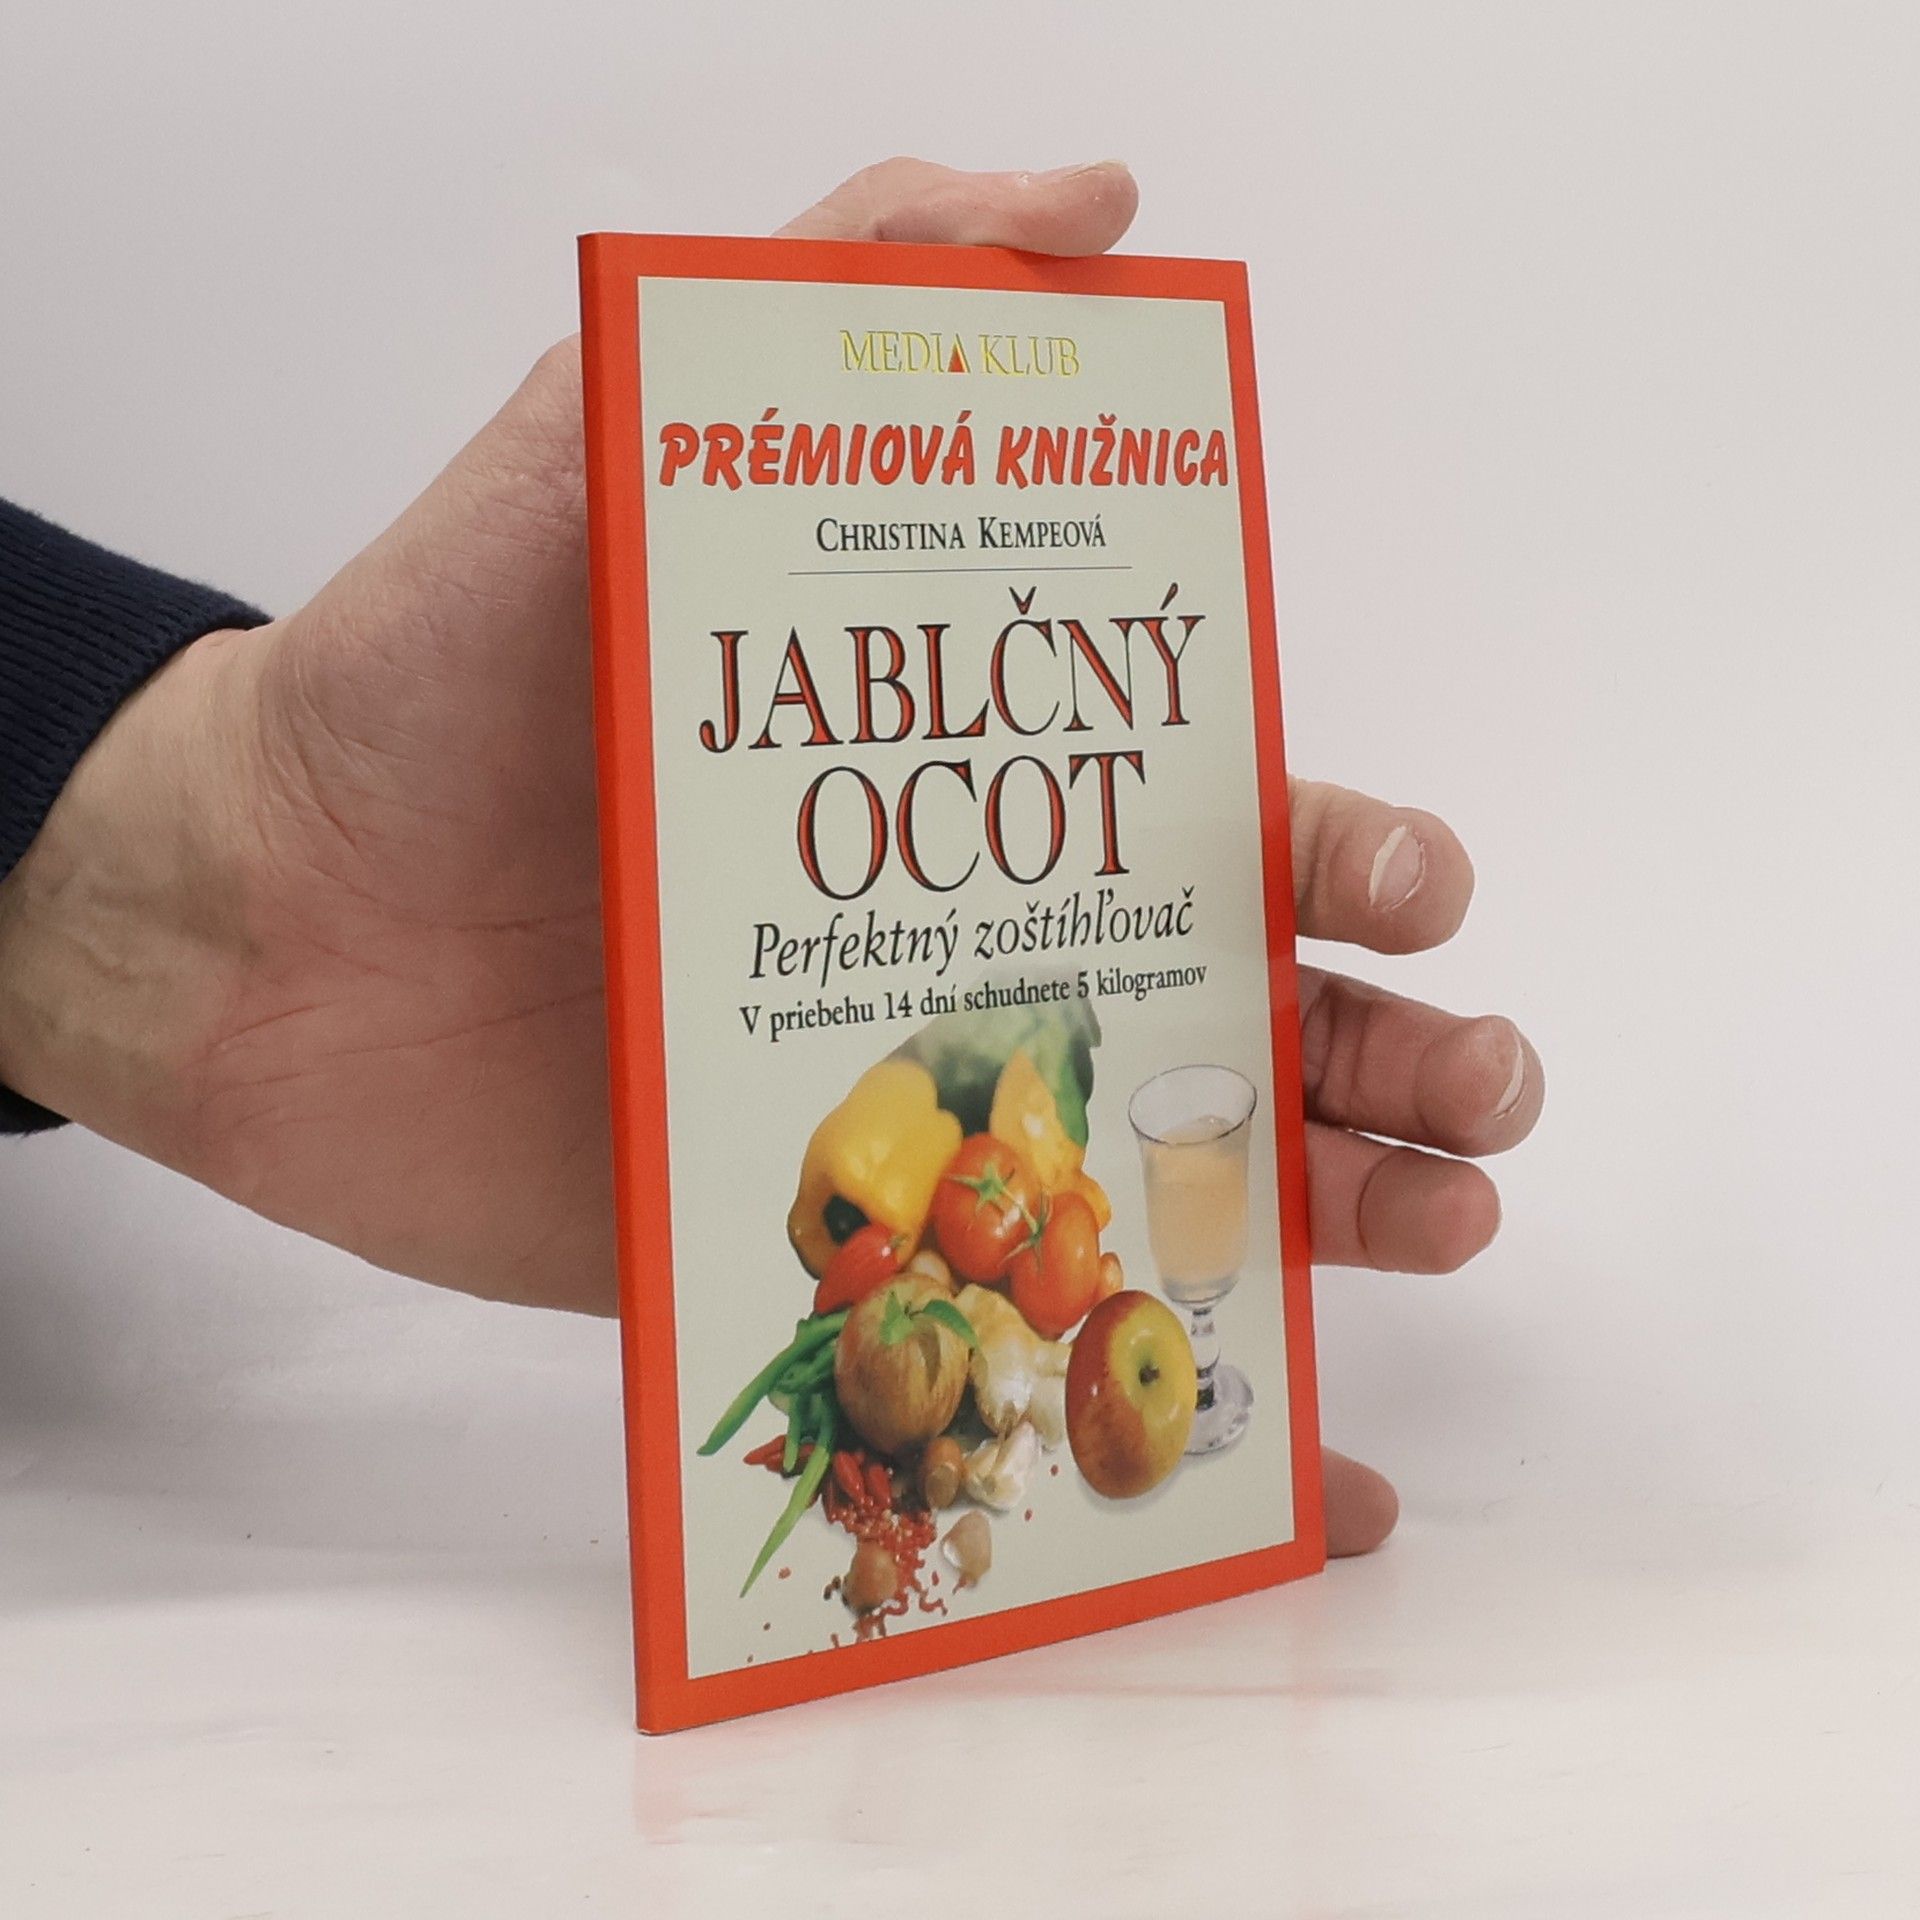 MEDIA KLUB
PRÉMIOVÁ KNIŽNICA
CHRISTINA KEMPEOVÁ
JABLČNÝ
OCOT
Perfektný zoštíhľovač
V priebehu 14 dní schudnete 5 kilogramov